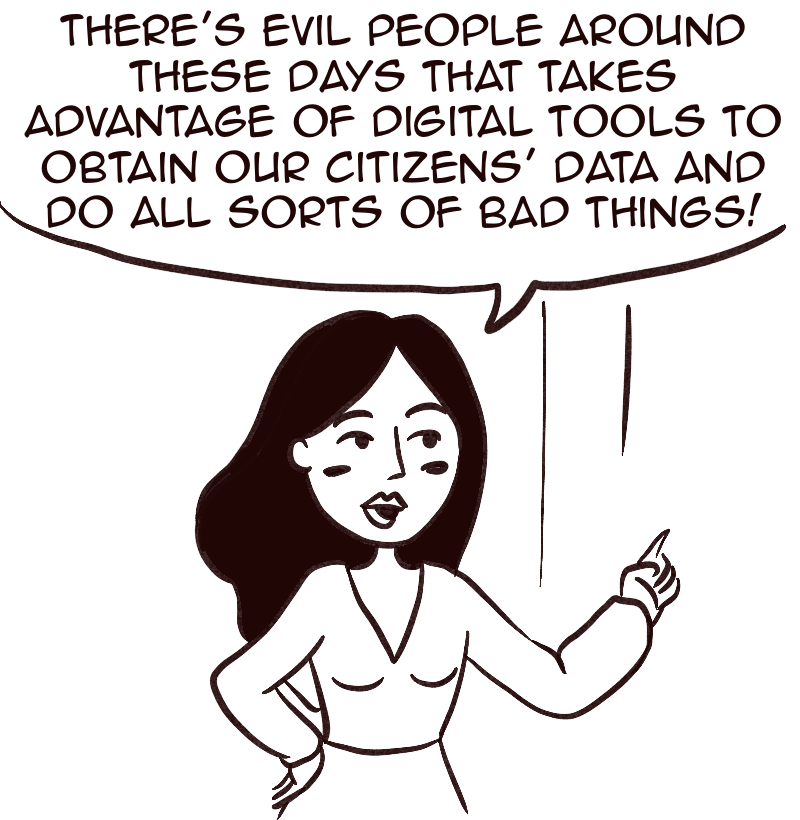 THERE'S EVIL PEOPLE AROUND
THESE DAYS THAT TAKES
ADVANTAGE OF DIGITAL TOOLS TO
OBTAIN OUR CITIZENS' DATA AND
DO ALL SORTS OF BAD THINGS!